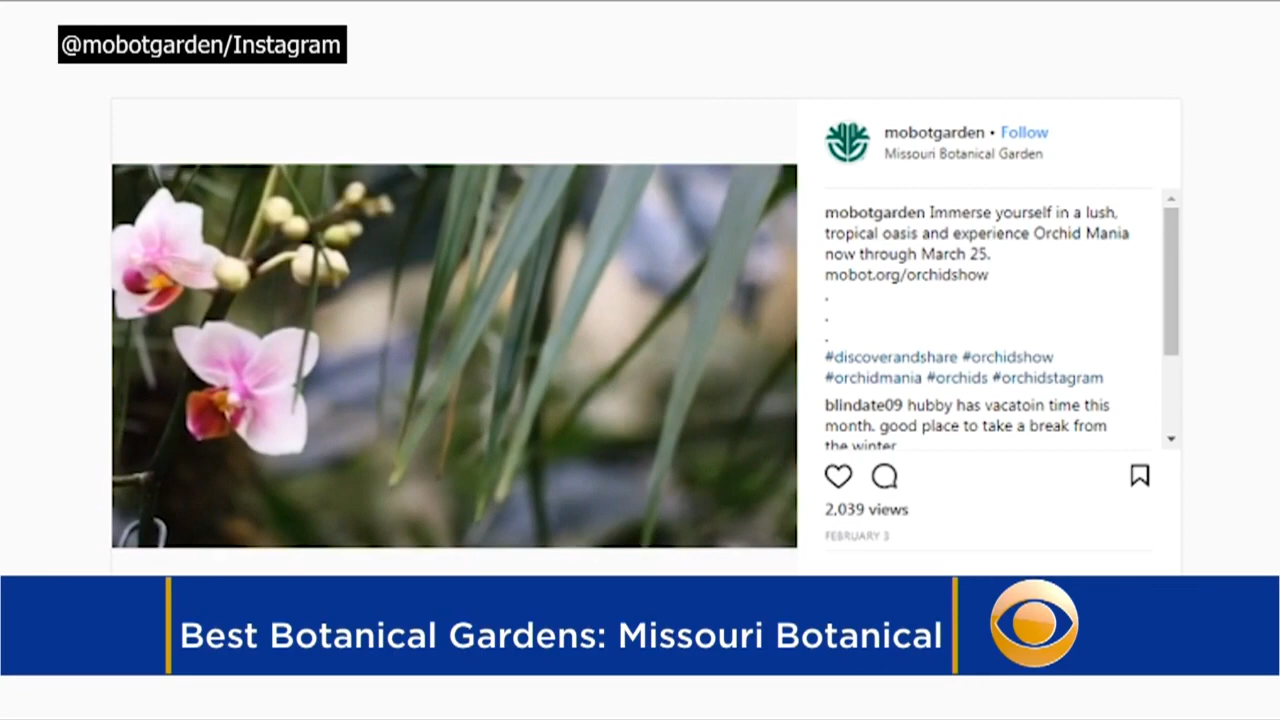 @mobotgarden/Instagram
mobotgarden • Follow
Missouri Botanical Garden
mobotgarden Immerse yourself in a lush,
tropical oasis and experience Orchid Mania
now through March 25.
mobot.org/orchidshow
.
.
.
#discoverandshare #orchidshow
#orchidmania #orchids #orchidstagram
blindate09 hubby has vacatoin time this
month. good place to take a break from
the winter
2,039 views
FEBRUARY 3
Best Botanical Gardens: Missouri Botanical